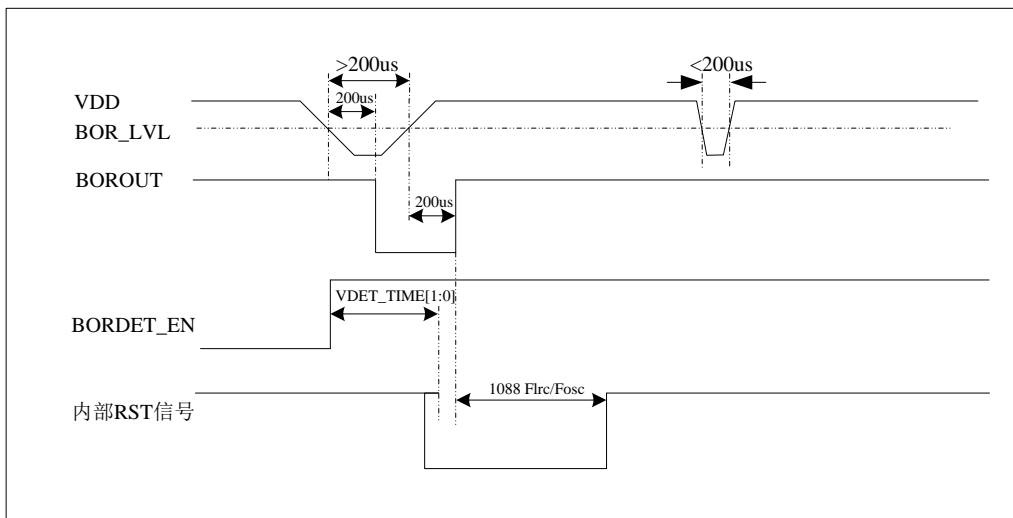 >200us
<200us
200us
VDD
BOR_LVL
BOROUT
200us
VDET_TIME[1:0]
BORDET_EN
1088 Flrc/Fosc
内部RST信号